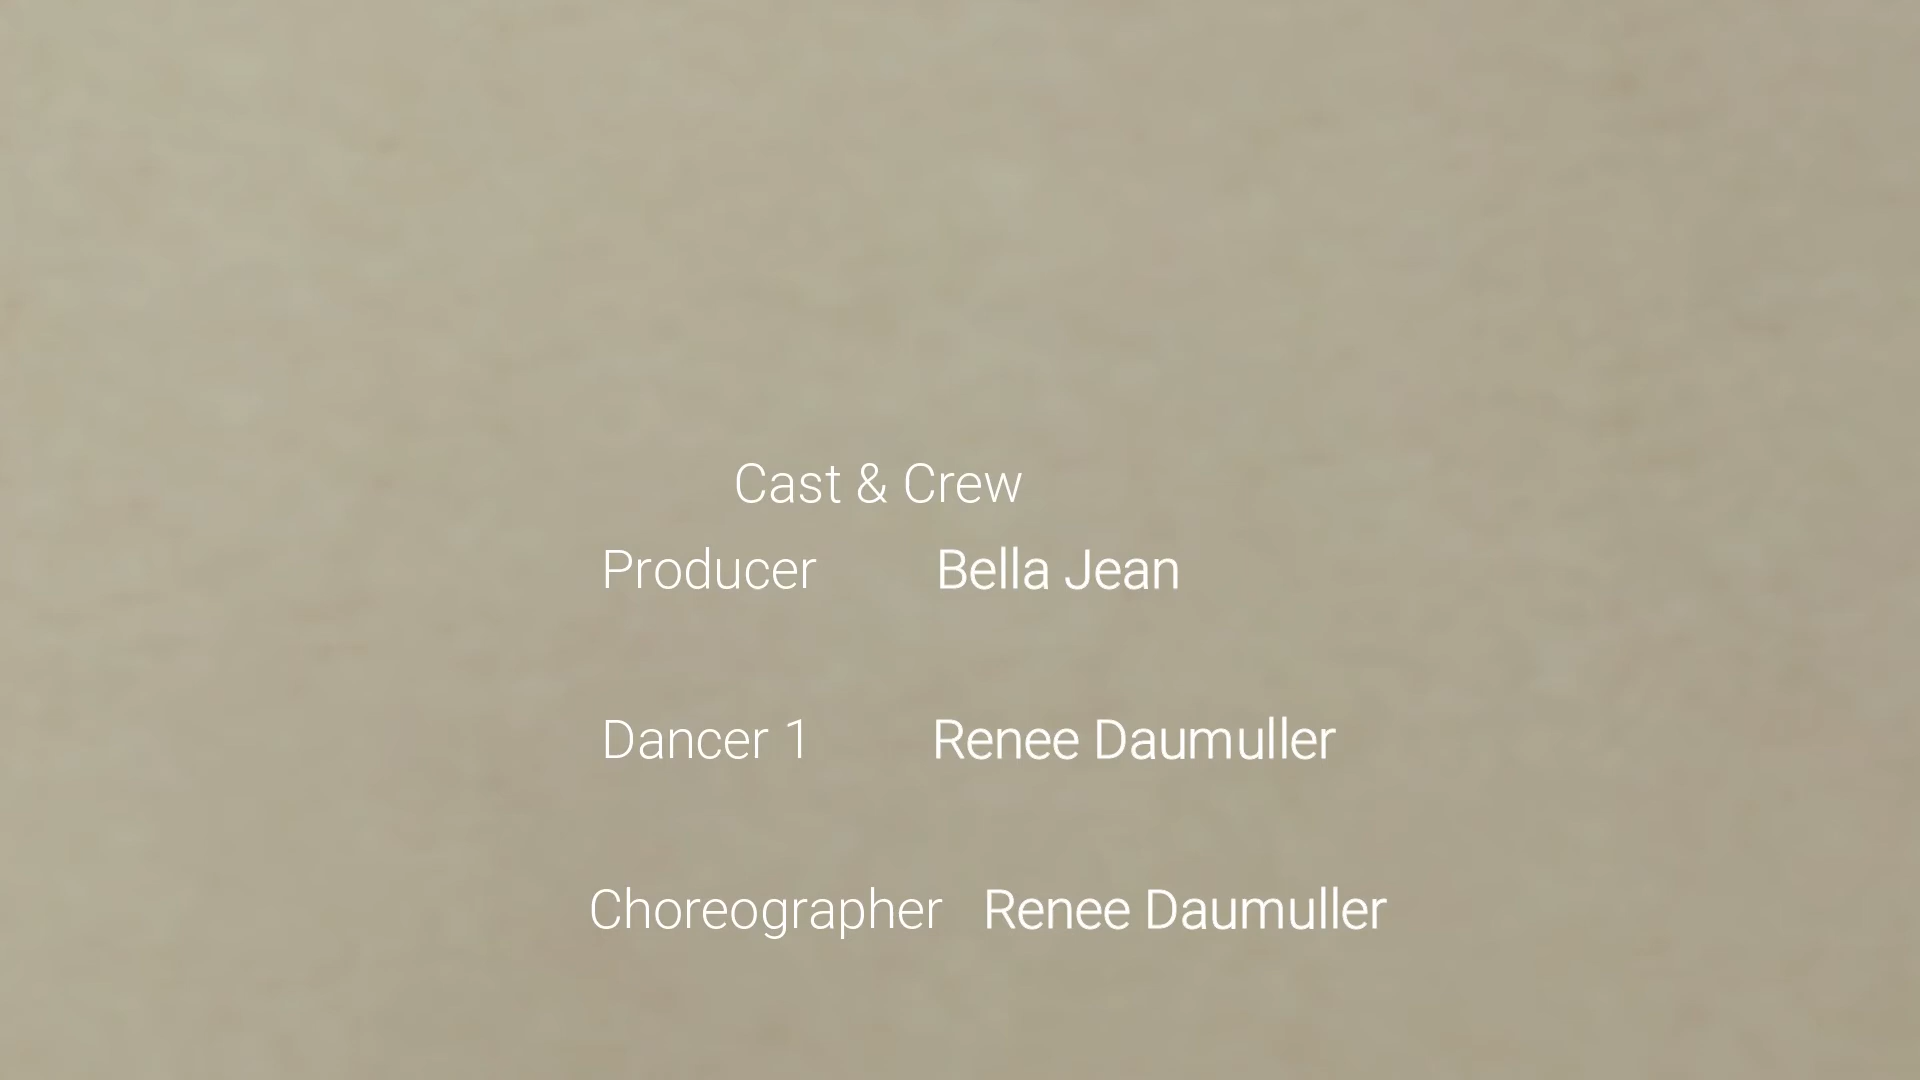 Cast & Crew
Producer Bella Jean
Dancer 1 Renee Daumuller
Choreographer Renee Daumuller